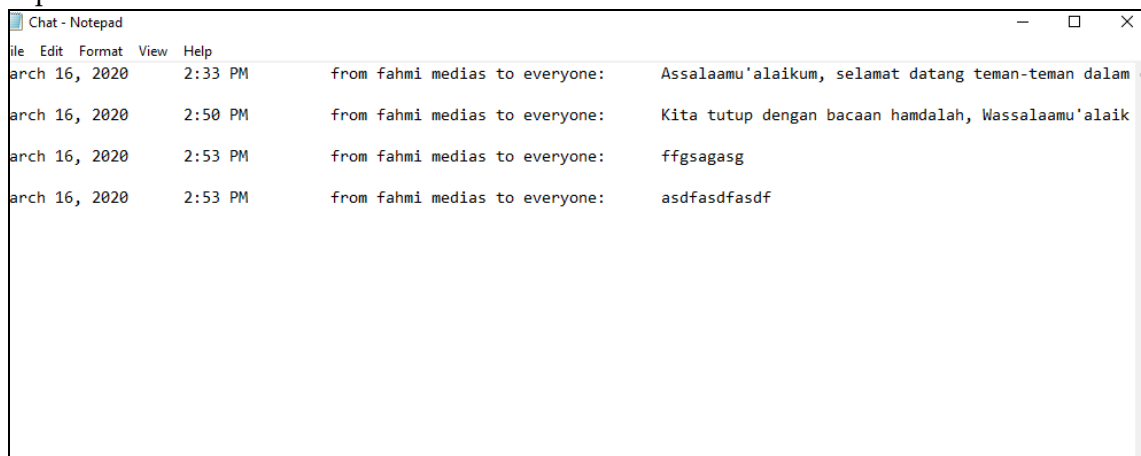 Chat - Notepad
ile Edit Format View Help
arch 16, 2020 2:33 PM from fahmi medias to everyone: Assalaamu'alaikum, selamat datang teman-teman dalam
arch 16, 2020 2:50 PM from fahmi medias to everyone: Kita tutup dengan bacaan hamdalah, Wassalaamu'alaik
arch 16, 2020 2:53 PM from fahmi medias to everyone: ffgsagasg
arch 16, 2020 2:53 PM from fahmi medias to everyone: asdfasdfasdf